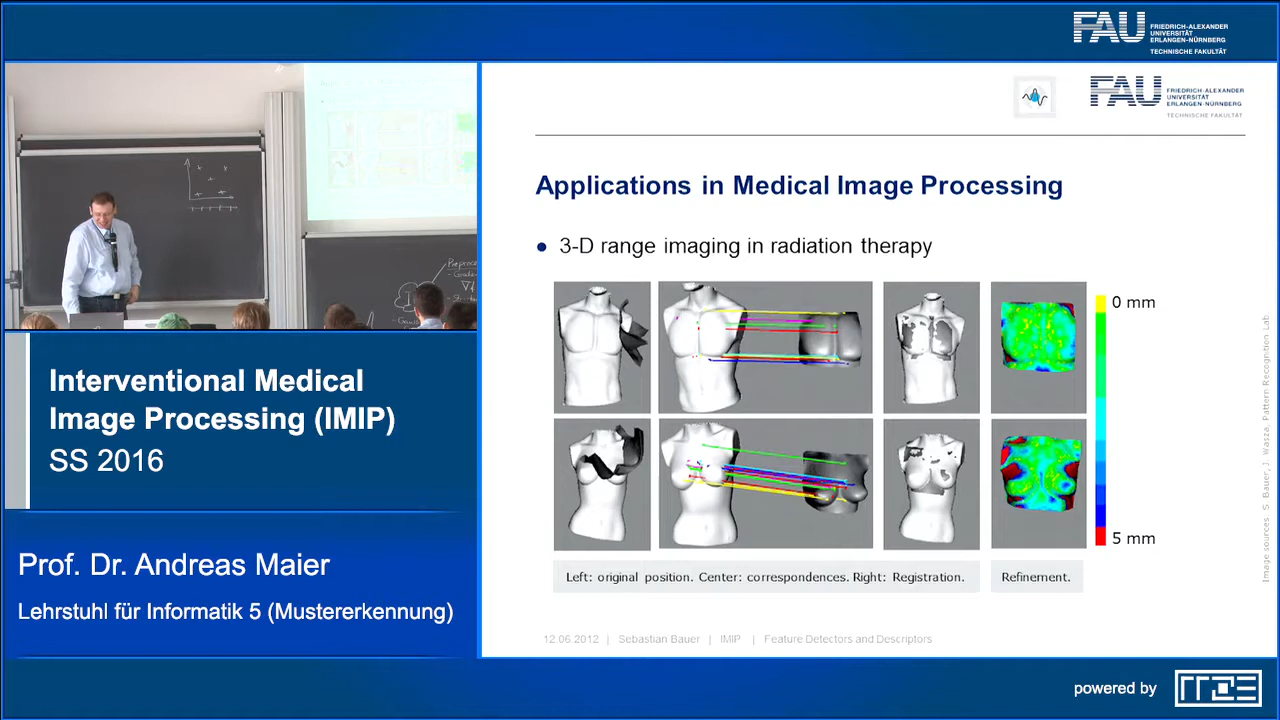 FAU
FRIEDRICH-ALEXANDER
UNIVERSITÄT
ERLANGEN-NÜRNBERG
TECHNISCHE FAKULTÄT
FAU
FRIEDRICH-ALEXANDER
UNIVERSITÄT
ERLANGEN-NÜRNBERG
TECHNISCHE FAKULTÄT
Applications in Medical Image Processing
• 3-D range imaging in radiation therapy
0 mm
5 mm
Left: original position. Center: correspondences. Right: Registration.
Refinement.
Image sources: S. Bauer, J. Wasza, Pattern Recognition Lab
12.06.2012 | Sebastian Bauer | IMIP | Feature Detectors and Descriptors
Interventional Medical
Image Processing (IMIP)
SS 2016
Prof. Dr. Andreas Maier
Lehrstuhl für Informatik 5 (Mustererkennung)
powered by